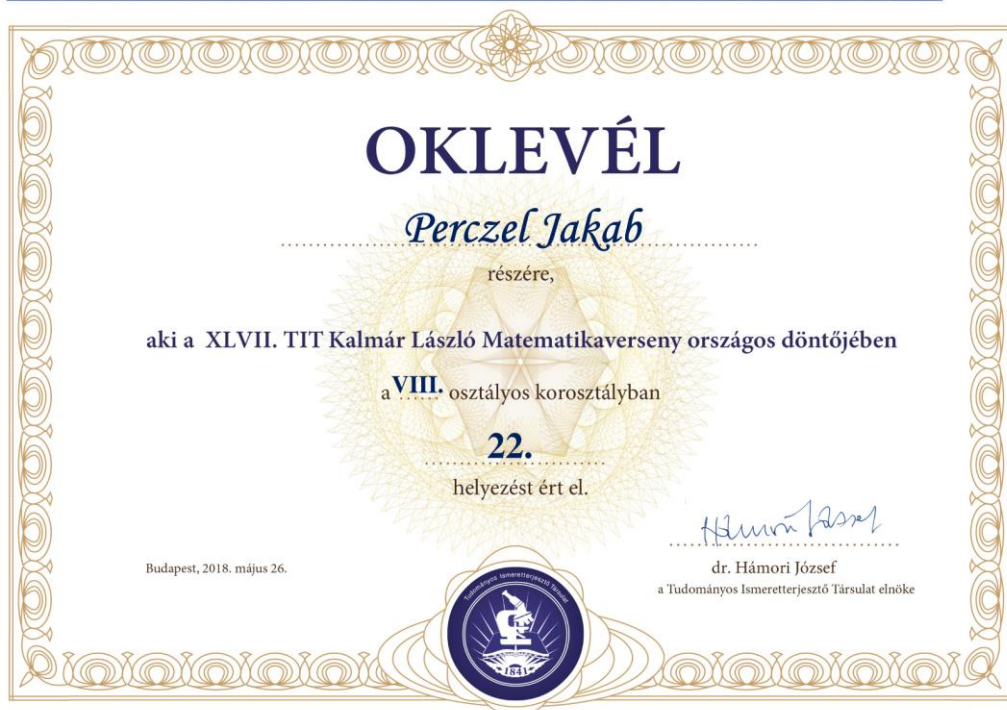 OKLEVÉL
Perczel Jakab
részére,
aki a XLVII. TIT Kalmár László Matematikaverseny országos döntőjében
a VIII. osztályos korosztályban
22.
helyezést ért el.
Hámori József
Budapest, 2018. május 26.
dr. Hámori József
a Tudományos Ismeretterjesztő Társulat elnöke
Tudományos Ismeretterjesztő Társulat
1841